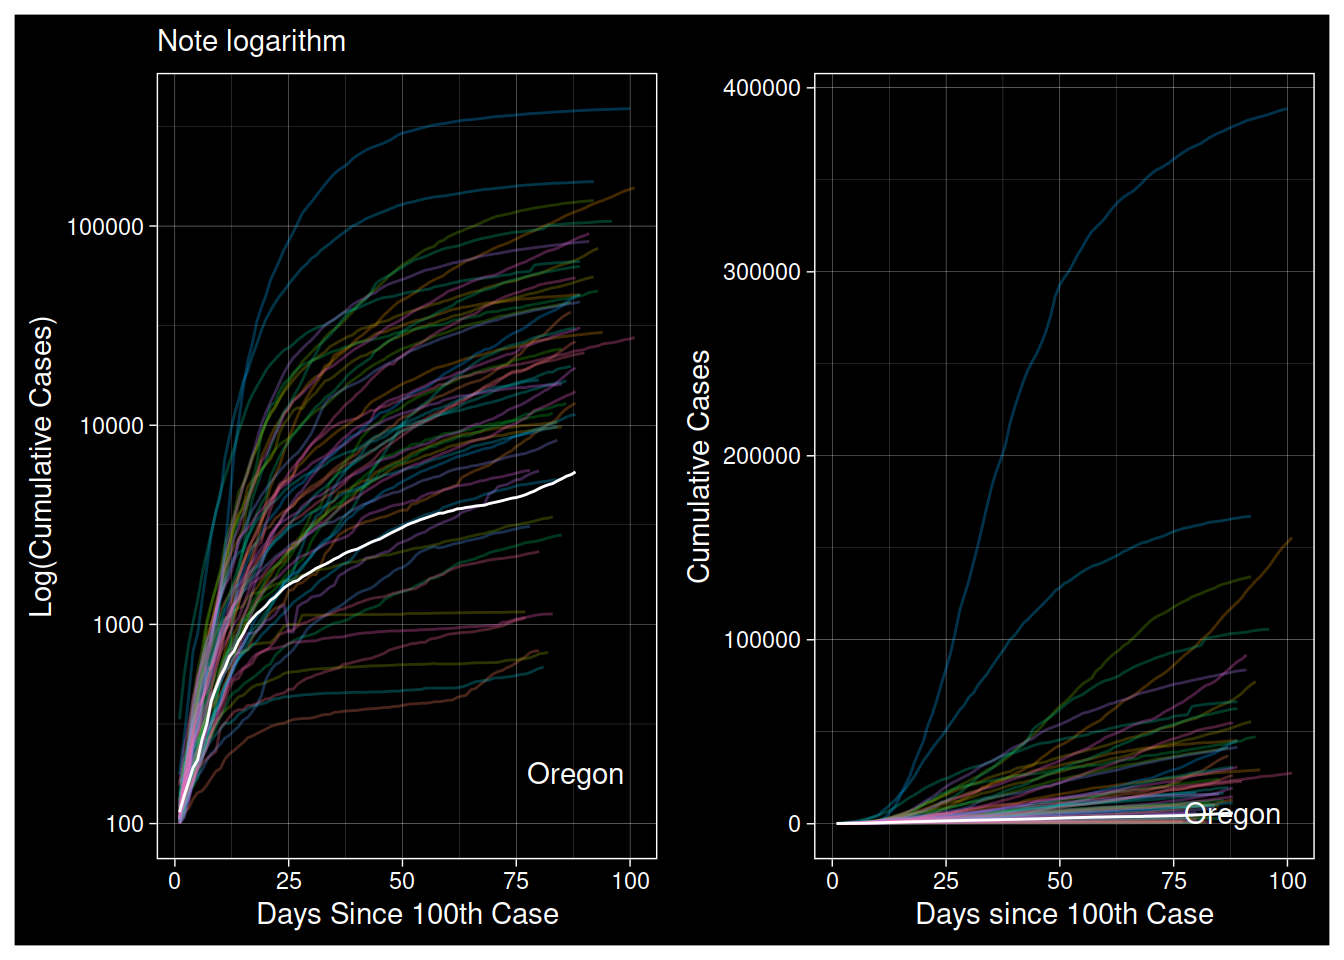 Note logarithm
Log(Cumulative Cases)
100000
10000
1000
100
Oregon
0 25 50 75 100
Days Since 100th Case
Cumulative Cases
400000
300000
200000
100000
0
Oregon
0 25 50 75 100
Days since 100th Case